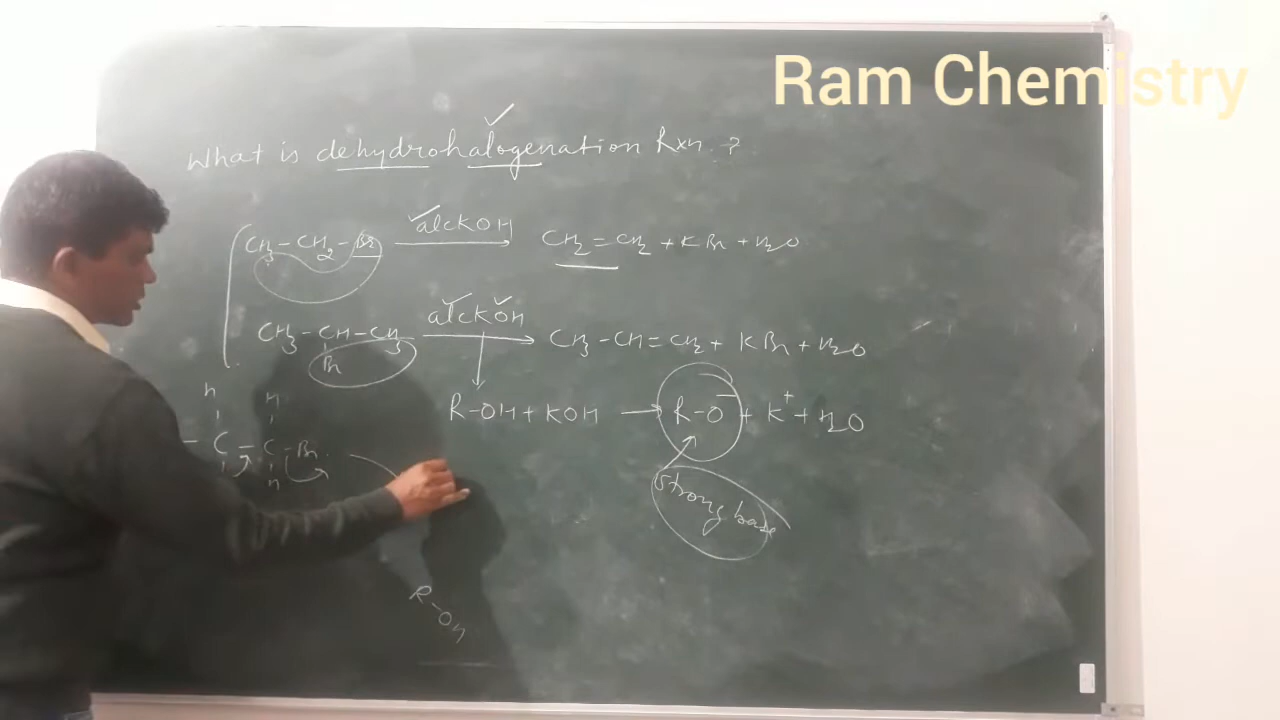 Ram Chemistry
What is dehydrohalogenation Rxn. ?
CH3-CH2-Br alcKOH CH2=CH2 + KBr + H2O
CH3-CH-CH3 alcKOH CH3-CH=CH2 + KBr + H2O
Br
R-OH + KOH → R-O⁻ + K⁺ + H2O
H H
- C - C - Br
H
Strong base
R-OH